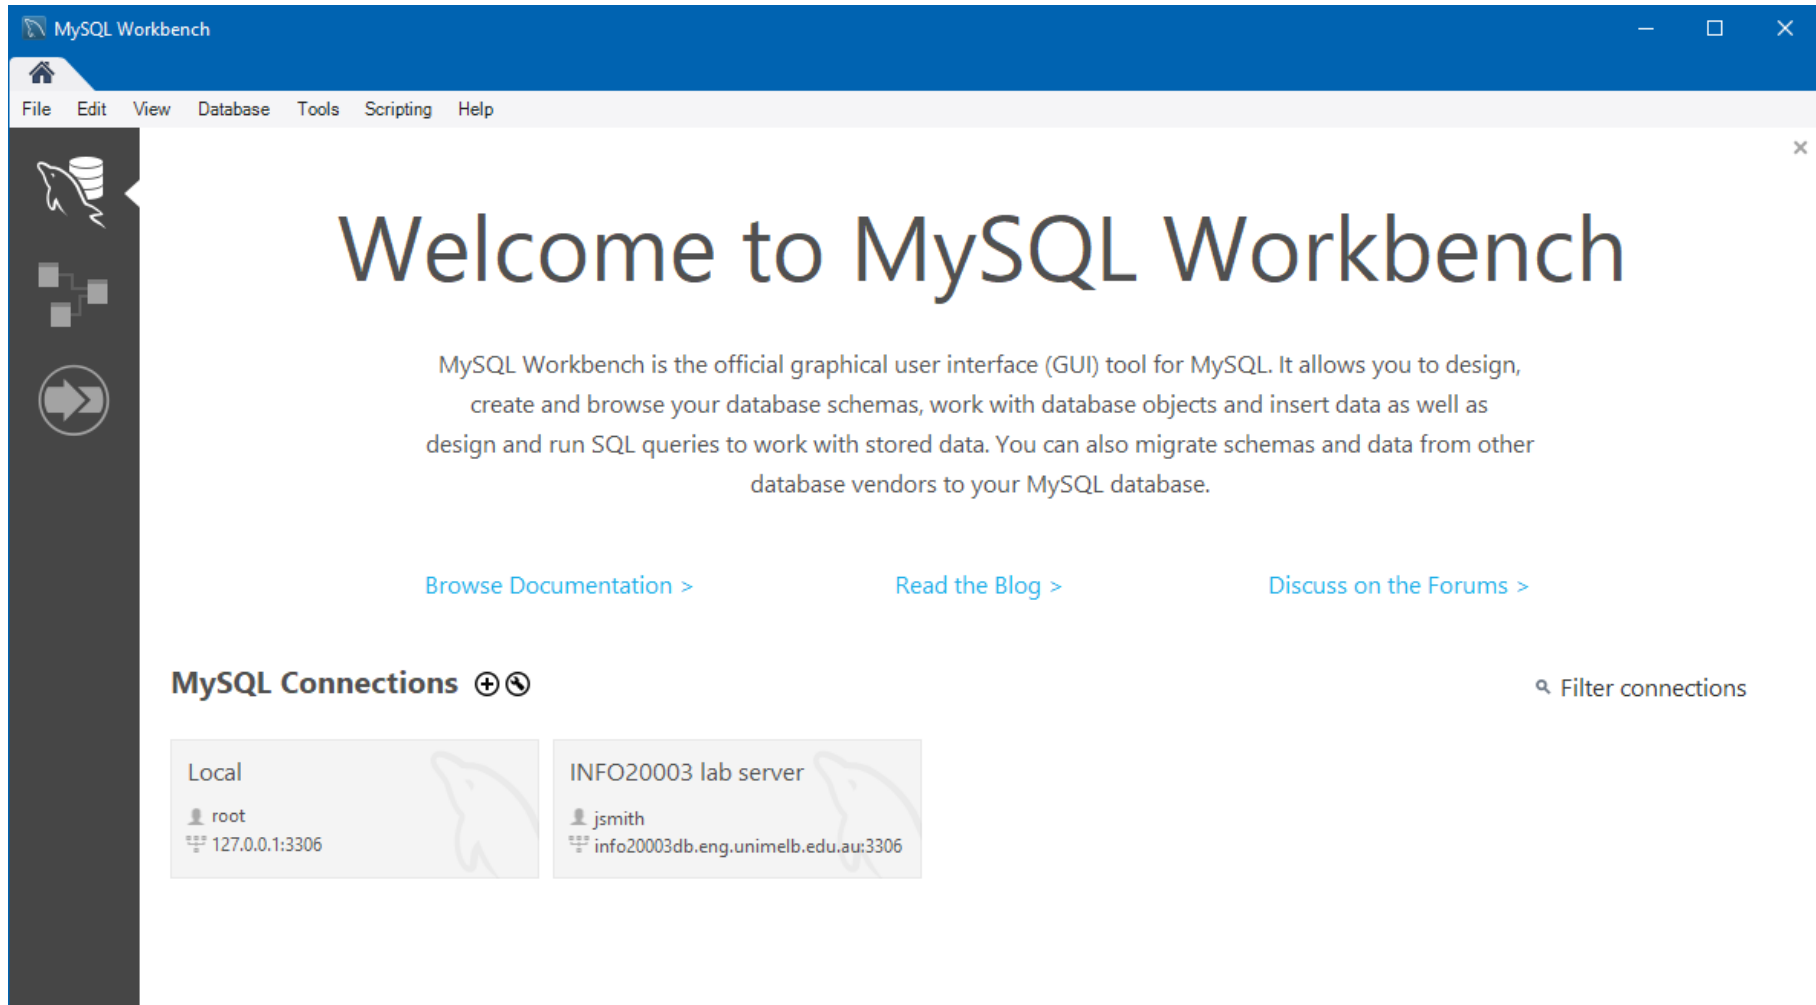 MySQL Workbench
File Edit View Database Tools Scripting Help
Welcome to MySQL Workbench
MySQL Workbench is the official graphical user interface (GUI) tool for MySQL. It allows you to design,
create and browse your database schemas, work with database objects and insert data as well as
design and run SQL queries to work with stored data. You can also migrate schemas and data from other
database vendors to your MySQL database.
Browse Documentation > Read the Blog > Discuss on the Forums >
MySQL Connections
Filter connections
Local
root
127.0.0.1:3306
INFO20003 lab server
jsmith
info20003db.eng.unimelb.edu.au:3306